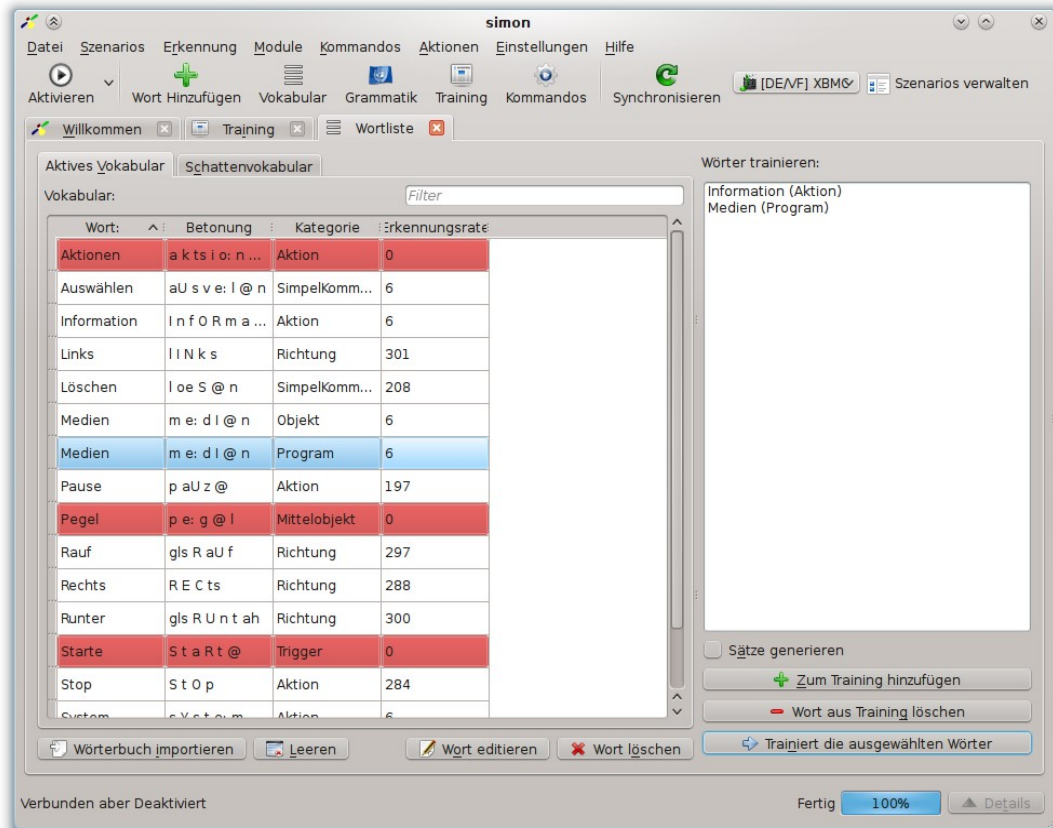 simon
Datei Szenarios Erkennung Module Kommandos Aktionen Einstellungen Hilfe
Aktivieren Wort Hinzufügen Vokabular Grammatik Training Kommandos Synchronisieren [DE/VF] XBMC Szenarios verwalten
Willkommen Training Wortliste
Aktives Vokabular Schattenvokabular
Vokabular: Filter
Wort: Betonung Kategorie Erkennungsrate
Aktionen a k ts i o: n ... Aktion 0
Auswählen aU s v e: l @ n SimpelKomm... 6
Information I n f O R m a ... Aktion 6
Links l I N k s Richtung 301
Löschen l oe S @ n SimpelKomm... 208
Medien m e: d I @ n Objekt 6
Medien m e: d I @ n Program 6
Pause p aU z @ Aktion 197
Pegel p e: g @ l Mittelobjekt 0
Rauf gls R aU f Richtung 297
Rechts R E C ts Richtung 288
Runter gls R U n t ah Richtung 300
Starte S t a R t @ Trigger 0
Stop S t O p Aktion 284
System s Y s t e: m Aktion 6
Wörterbuch importieren Leeren Wort editieren Wort löschen
Wörter trainieren:
Information (Aktion)
Medien (Program)
Sätze generieren
Zum Training hinzufügen
Wort aus Training löschen
Trainiert die ausgewählten Wörter
Verbunden aber Deaktiviert Fertig 100% Details